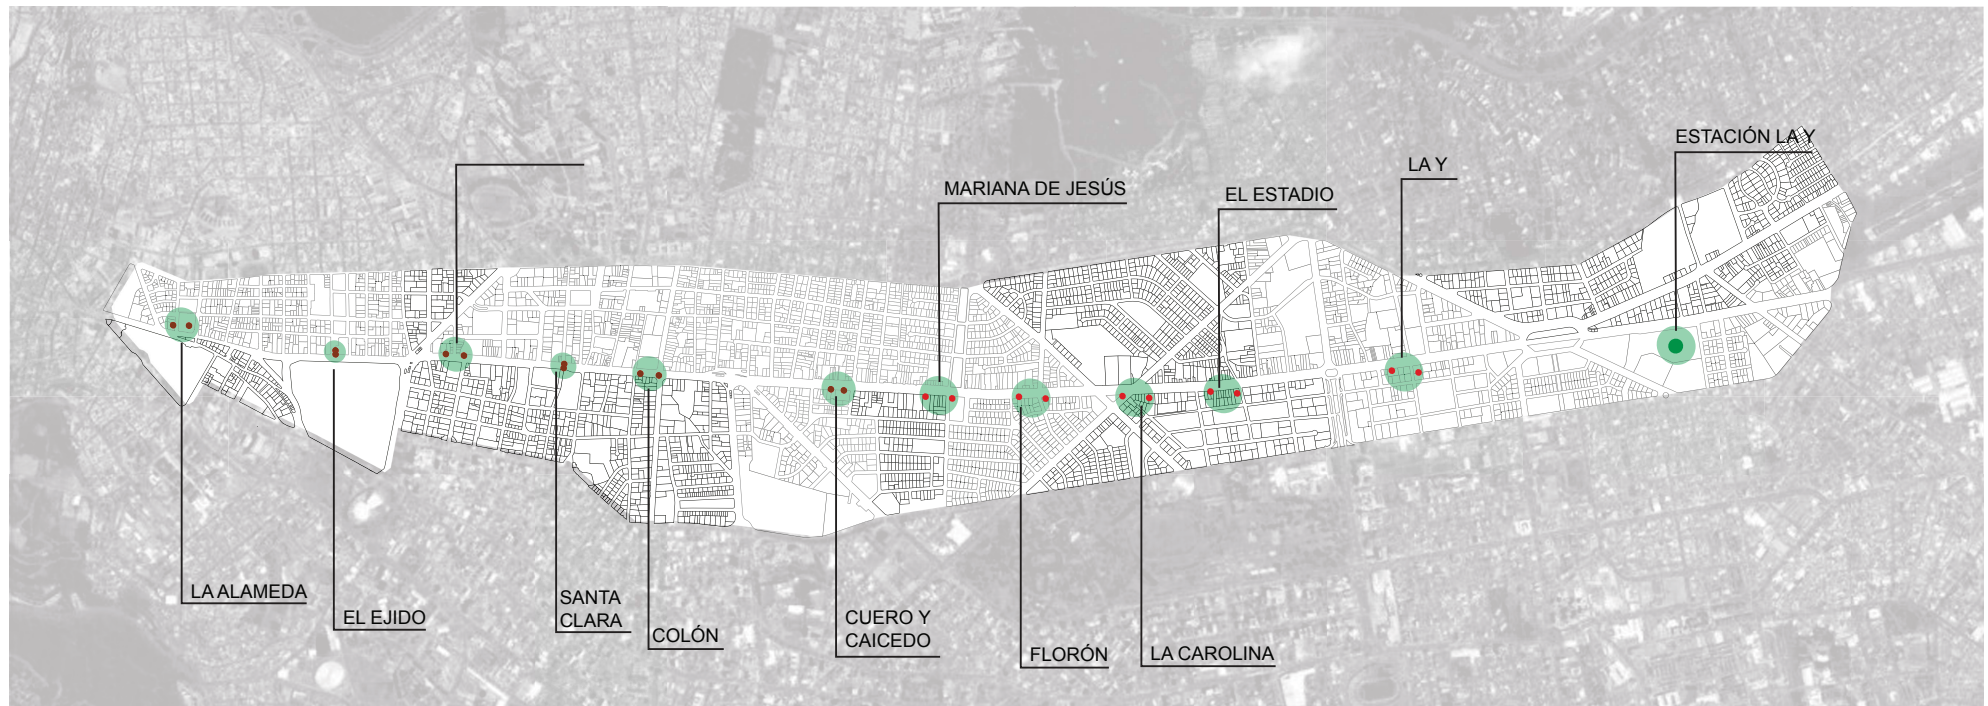 ESTACIÓN LA Y
LA Y
MARIANA DE JESÚS
EL ESTADIO
LA ALAMEDA
EL EJIDO
SANTA
CLARA
COLÓN
CUERO Y
CAICEDO
FLORÓN
LA CAROLINA